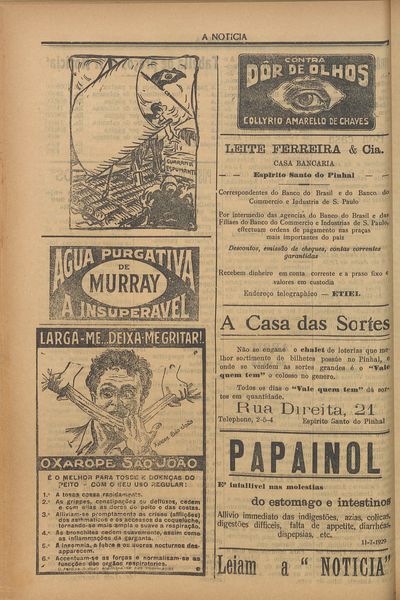 A NOTICIA
GUARANÁ
ESPUMANTE
AGUA PURGATIVA
DE
MURRAY
A INSUPERAVEL
LARGA-ME...DEIXA-ME GRITAR!..
O XAROPE SÃO JOÃO
É O MELHOR PARA TOSSE E DOENÇAS DO
PEITO - COM O SEU USO REGULAR:
1.º A tosse cessa rapidamente.
2.º As grippes, constipações ou defluxos, cedem
e com ellas as dores do peito e das costas.
3.º Alliviam-se promptamente as crises (afflições)
dos asthmaticos e os accessos da coqueluche,
tornando-se mais ampla e suave a respiração.
4.º As bronchites cedem suavemente, assim como
as inflammações da garganta.
5.º A insomnia, a febre e os suores nocturnos des-
apparecem.
6.º Accentuam-se as forças e normalisam-se as
funcções dos orgãos respiratorios.
CONTRA
DÔR DE OLHOS
COLLYRIO AMARELLO DE CHAVES
LEITE FERREIRA & Cia.
CASA BANCARIA
— — Espirito Santo do Pinhal — —
Correspondentes do Banco do Brasil e do Banco do
Commercio e Industria de S. Paulo
Por intermedio das agencias do Banco do Brasil e das
Filiaes do Banco do Commercio e Industria de S. Paulo,
effectuam ordens de pagamento nas praças
mais importantes do paiz
Descontos, emissão de cheques, contas correntes
garantidas
Recebem dinheiro em conta corrente e a praso fixo e
valores em custodia
Endereço telegraphico — ETIEL
A Casa das Sortes
Não se engane o chalet de loterias que me-
lhor sortimento de bilhetes possúe no Pinhal, e
onde se vendem as sortes grandes é o "Vale
quem tem" o colosso no genero.
Todos os dias o "Vale quem tem" dá sor-
tes em quantidade.
Rua Direita, 21
Telephone, 2-5-4 Espirito Santo do Pinhal
PAPAINOL
E' infallivel nas molestias
do estomago e intestinos
Allivio immediato das indigestões, azias, colicas,
digestões difficeis, falta de appetite, diarrhéas,
dispepsias, etc.
11-7-1929
Leiam a "NOTICIA"